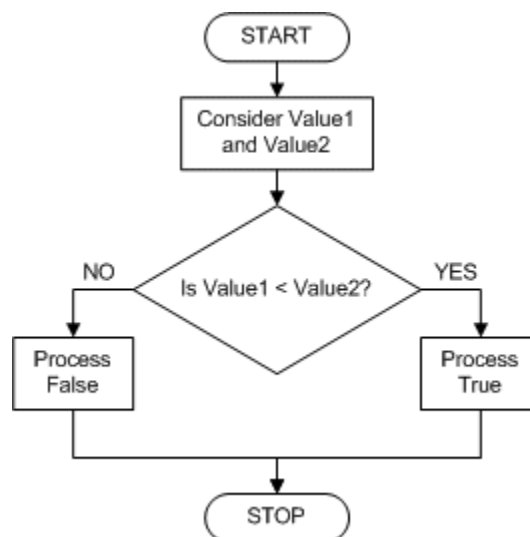 START
Consider Value1
and Value2
NO
Is Value1 < Value2?
YES
Process
False
Process
True
STOP